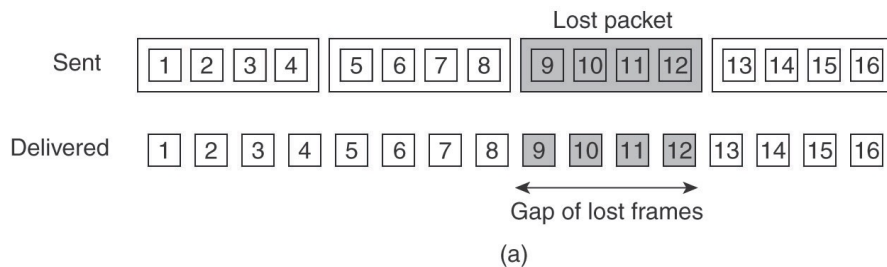 Lost packet
Sent 1 2 3 4 5 6 7 8 9 10 11 12 13 14 15 16
Delivered 1 2 3 4 5 6 7 8 9 10 11 12 13 14 15 16
Gap of lost frames
(a)